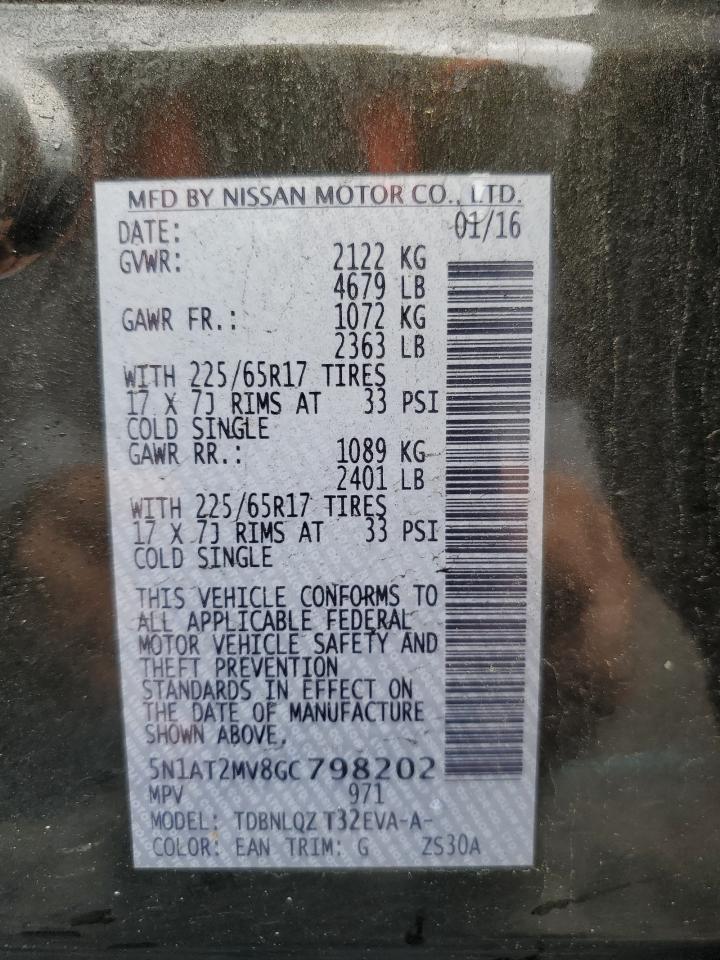 MFD BY NISSAN MOTOR CO., LTD.
DATE: 01/16
GVWR: 2122 KG
4679 LB
GAWR FR.: 1072 KG
2363 LB
WITH 225/65R17 TIRES
17 X 7J RIMS AT 33 PSI
COLD SINGLE
GAWR RR.: 1089 KG
2401 LB
WITH 225/65R17 TIRES
17 X 7J RIMS AT 33 PSI
COLD SINGLE
THIS VEHICLE CONFORMS TO
ALL APPLICABLE FEDERAL
MOTOR VEHICLE SAFETY AND
THEFT PREVENTION
STANDARDS IN EFFECT ON
THE DATE OF MANUFACTURE
SHOWN ABOVE.
5N1AT2MV8GC798202
MPV 971
MODEL: TDBNLQZ T32EVA-A-
COLOR: EAN TRIM: G ZS30A